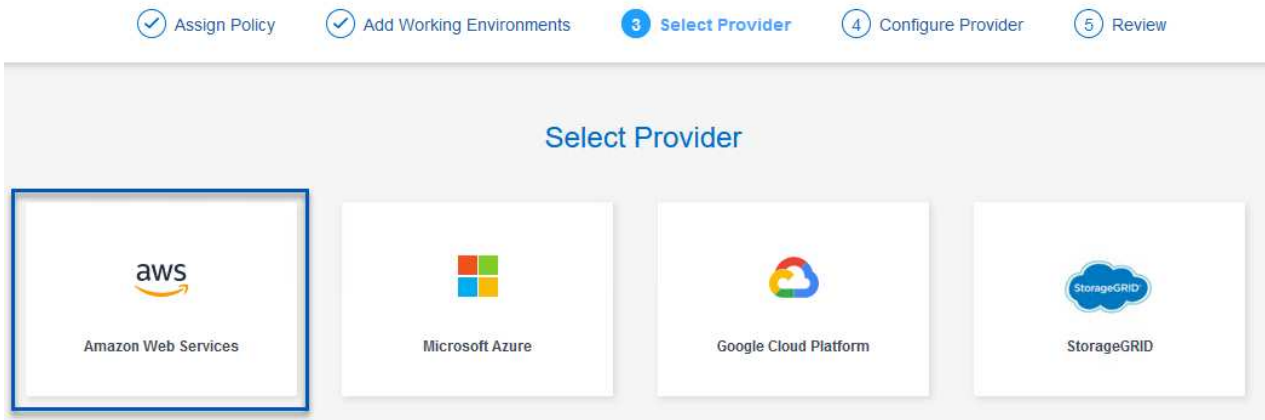 Assign Policy Add Working Environments 3 Select Provider 4 Configure Provider 5 Review
Select Provider
aws StorageGRID
Amazon Web Services Microsoft Azure Google Cloud Platform StorageGRID